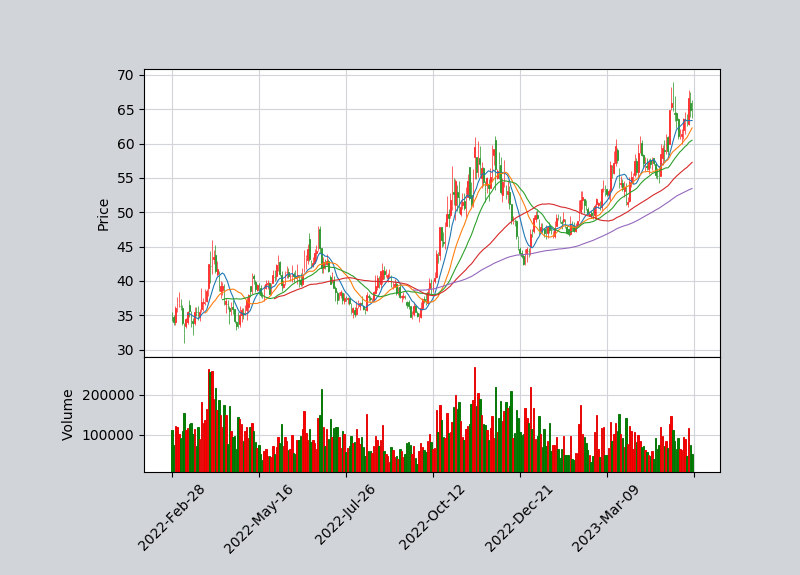 70
65
60
55
50
45
40
35
30
Price
200000
100000
Volume
2022-Feb-28
2022-May-16
2022-Jul-26
2022-Oct-12
2022-Dec-21
2023-Mar-09